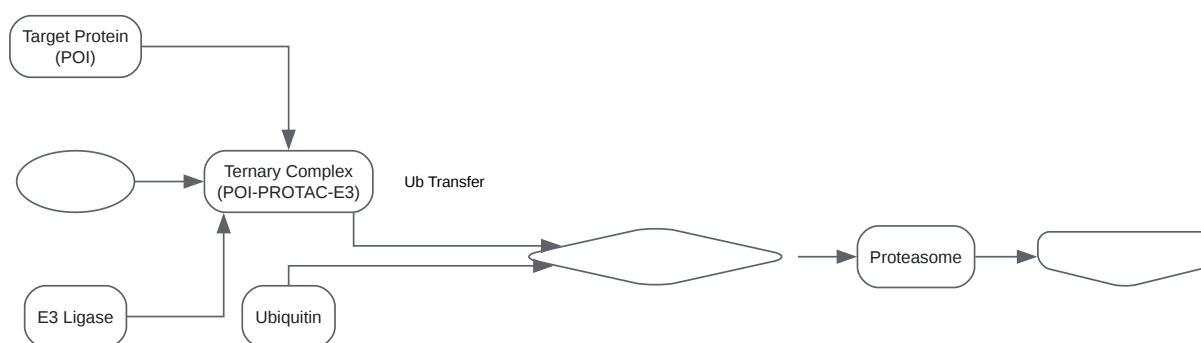 Target Protein
(POI)
Ternary Complex
(POI-PROTAC-E3)
Ub Transfer
Proteasome
E3 Ligase
Ubiquitin